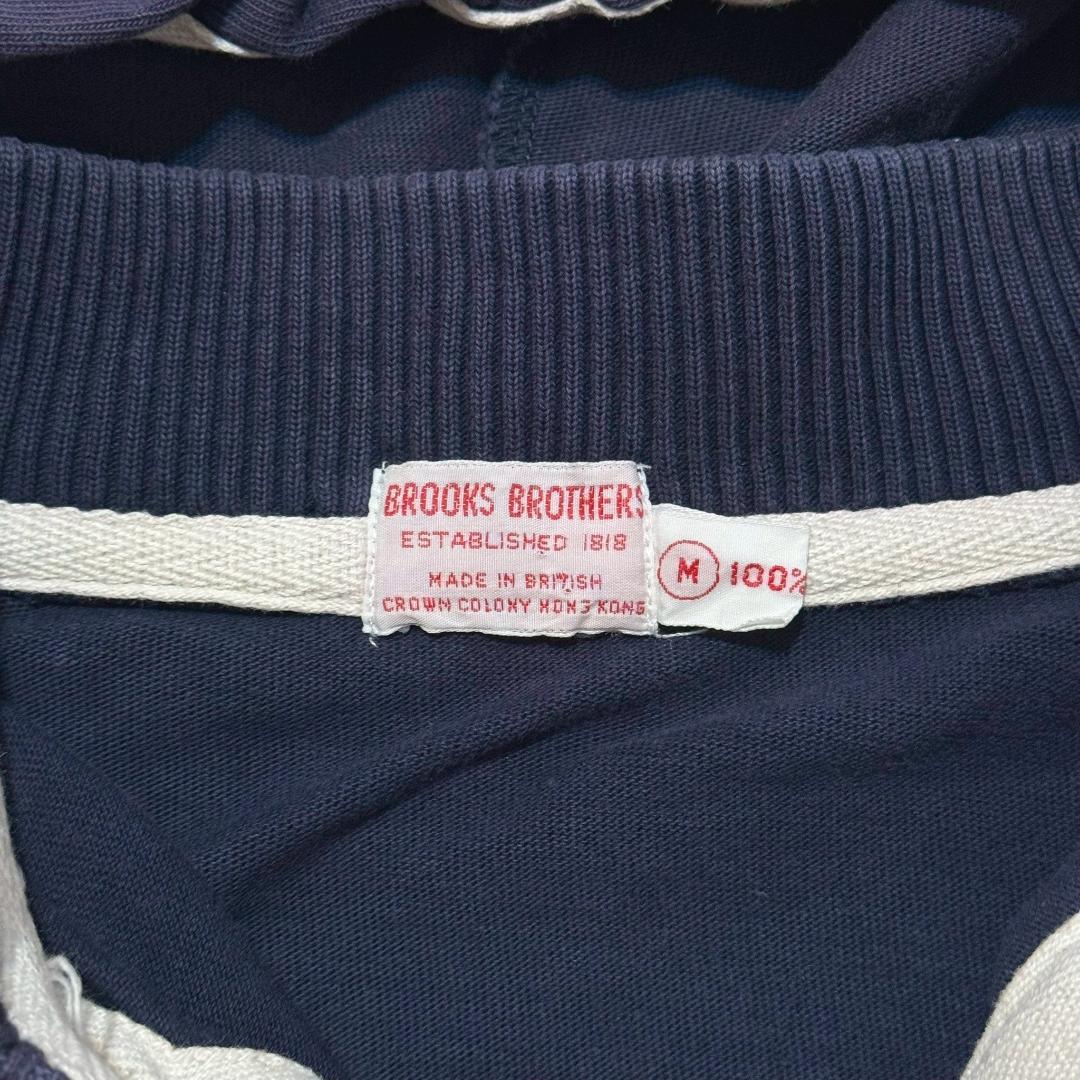 BROOKS BROTHERS
ESTABLISHED 1818
MADE IN BRITISH
CROWN COLONY HONG KONG
M 100%